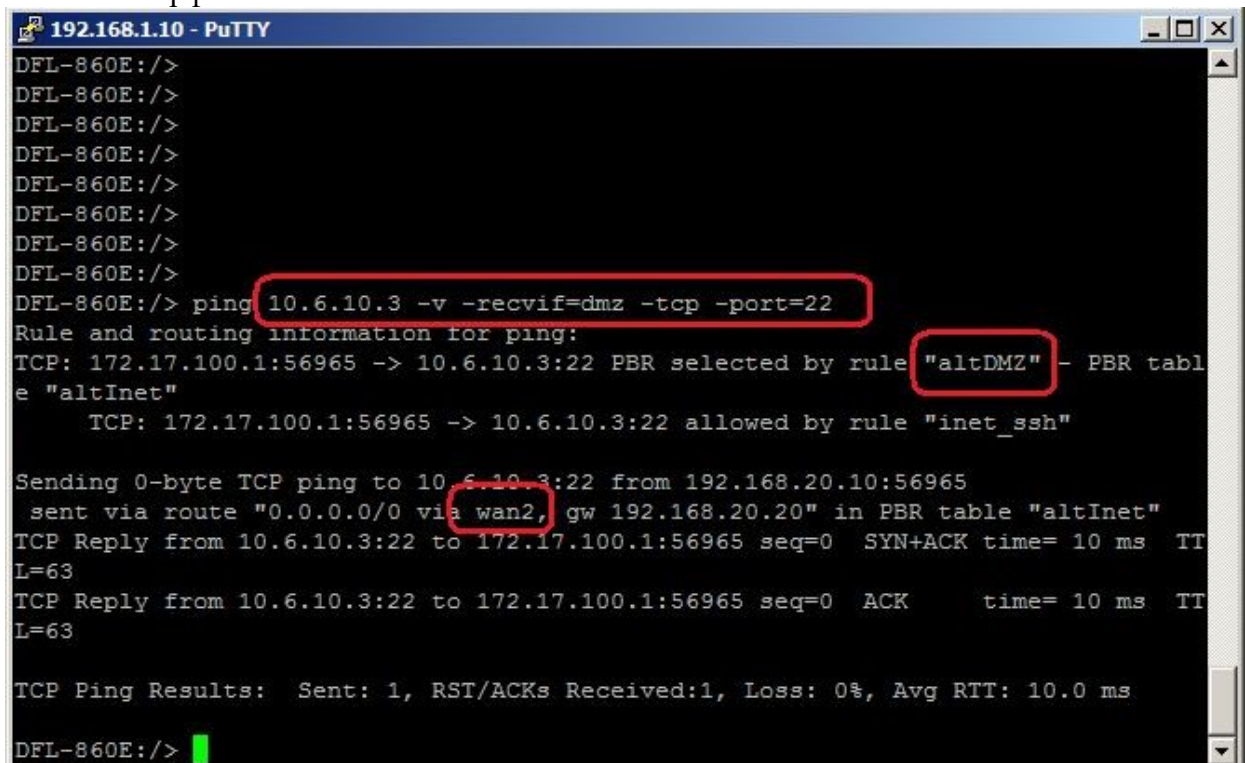 192.168.1.10 - PuTTY
DFL-860E:/>
DFL-860E:/>
DFL-860E:/>
DFL-860E:/>
DFL-860E:/>
DFL-860E:/>
DFL-860E:/>
DFL-860E:/>
DFL-860E:/> ping 10.6.10.3 -v -recvif=dmz -tcp -port=22
Rule and routing information for ping:
TCP: 172.17.100.1:56965 -> 10.6.10.3:22 PBR selected by rule "altDMZ" - PBR tabl
e "altInet"
TCP: 172.17.100.1:56965 -> 10.6.10.3:22 allowed by rule "inet_ssh"
Sending 0-byte TCP ping to 10.6.10.3:22 from 192.168.20.10:56965
sent via route "0.0.0.0/0 via wan2, gw 192.168.20.20" in PBR table "altInet"
TCP Reply from 10.6.10.3:22 to 172.17.100.1:56965 seq=0 SYN+ACK time= 10 ms TT
L=63
TCP Reply from 10.6.10.3:22 to 172.17.100.1:56965 seq=0 ACK time= 10 ms TT
L=63
TCP Ping Results: Sent: 1, RST/ACKs Received:1, Loss: 0%, Avg RTT: 10.0 ms
DFL-860E:/>